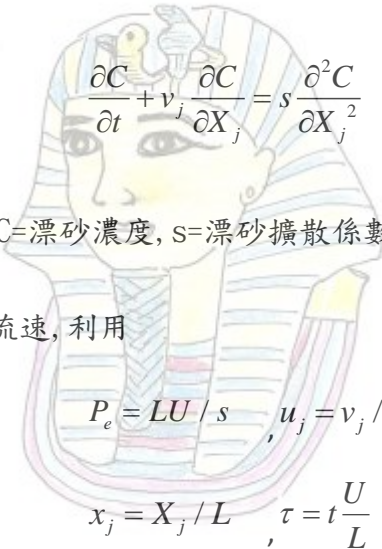 ∂C/∂t + v_j ∂C/∂X_j = s ∂²C/∂X_j²
C=漂砂濃度, s=漂砂擴散係數
流速, 利用
P_e = LU / s , u_j = v_j /
x_j = X_j / L , τ = t U/L